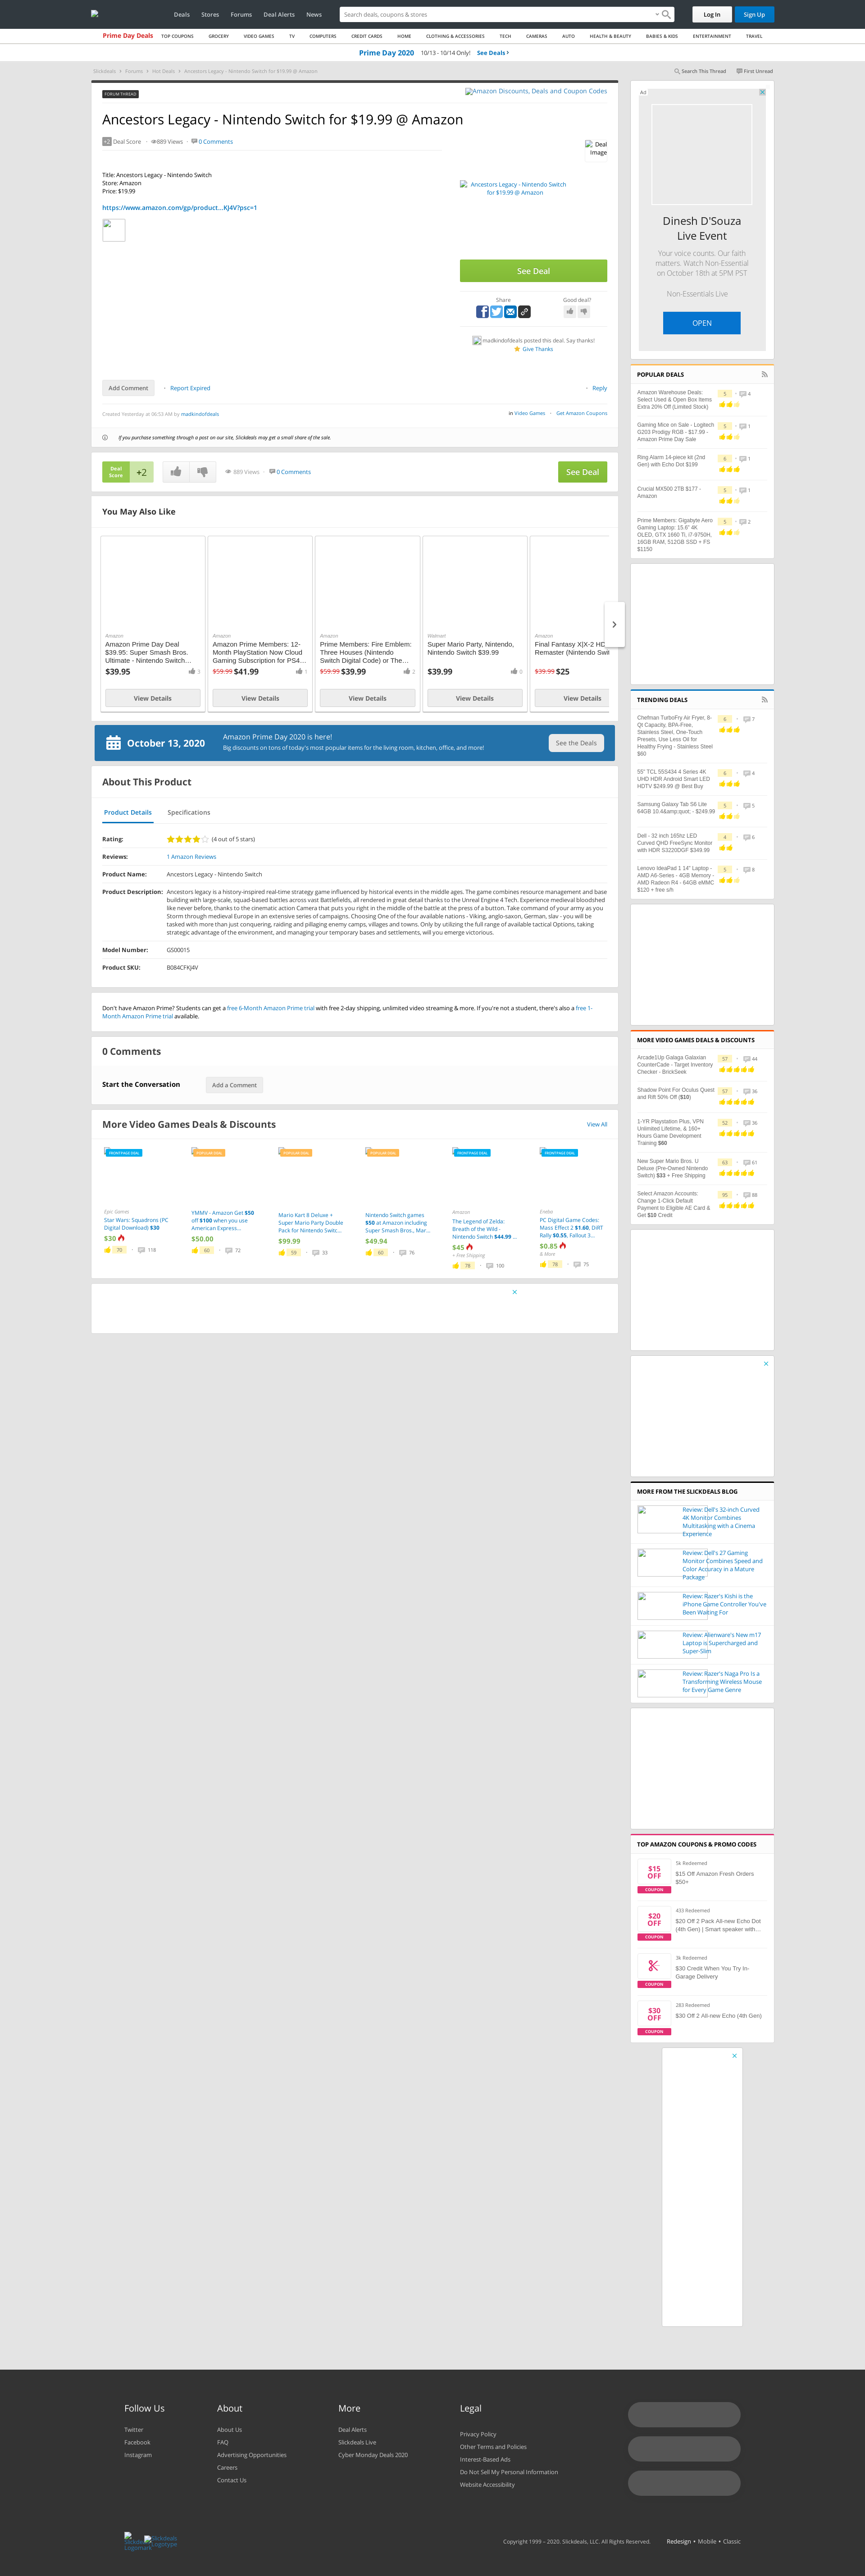 Deals
Stores
Forums
Deal Alerts
News
Search deals, coupons & stores
Log In
Sign Up
Prime Day Deals
TOP COUPONS
GROCERY
VIDEO GAMES
TV
COMPUTERS
CREDIT CARDS
HOME
CLOTHING & ACCESSORIES
TECH
CAMERAS
AUTO
HEALTH & BEAUTY
BABIES & KIDS
ENTERTAINMENT
TRAVEL
Prime Day 2020 10/13 - 10/14 Only! See Deals ›
Slickdeals › Forums › Hot Deals › Ancestors Legacy - Nintendo Switch for $19.99 @ Amazon
Search This Thread
First Unread
FORUM THREAD
Amazon Discounts, Deals and Coupon Codes
Ancestors Legacy - Nintendo Switch for $19.99 @ Amazon
+2 Deal Score
889 Views
0 Comments
Deal Image
Title: Ancestors Legacy - Nintendo Switch
Store: Amazon
Price: $19.99
https://www.amazon.com/gp/product...KJ4V?psc=1
Ancestors Legacy - Nintendo Switch for $19.99 @ Amazon
See Deal
Share
Good deal?
madkindofdeals posted this deal. Say thanks!
Give Thanks
Add Comment
Report Expired
Reply
Created Yesterday at 06:53 AM by madkindofdeals
in Video Games
Get Amazon Coupons
If you purchase something through a post on our site, Slickdeals may get a small share of the sale.
Deal Score
+2
889 Views
0 Comments
See Deal
You May Also Like
Amazon
Amazon Prime Day Deal $39.95: Super Smash Bros. Ultimate - Nintendo Switch…
$39.95
3
View Details
Amazon
Amazon Prime Members: 12-Month PlayStation Now Cloud Gaming Subscription for PS4…
$59.99 $41.99
1
View Details
Amazon
Prime Members: Fire Emblem: Three Houses (Nintendo Switch Digital Code) or The…
$59.99 $39.99
2
View Details
Walmart
Super Mario Party, Nintendo, Nintendo Switch $39.99
$39.99
0
View Details
Amazon
Final Fantasy X|X-2 HD
Remaster (Nintendo Swit
$39.99 $25
View Details
October 13, 2020
Amazon Prime Day 2020 is here!
Big discounts on tons of today's most popular items for the living room, kitchen, office, and more!
See the Deals
About This Product
Product Details
Specifications
Rating: (4 out of 5 stars)
Reviews: 1 Amazon Reviews
Product Name: Ancestors Legacy - Nintendo Switch
Product Description: Ancestors legacy is a history-inspired real-time strategy game influenced by historical events in middle ages, The game combines resource management and base building with large-scale, squad-based battles across vast Battlefields, all rendered in great detail thanks to the Unreal Engine 4 Tech. Experience medieval bloodshed like never before, thanks to the cinematic action Camera that puts you right in the middle of the battle at the press of a button. Take command of your army as you Storm through medieval Europe in an extensive series of campaigns. Choosing One of the four available nations - Viking, anglo-saxon, German, slav - you will be tasked with more than just conquering territories, raiding and pillaging enemy camps, villages and towns. Only by utilizing the full range of available tactical Options, taking strategic advantage of the environment, and managing your temporary bases and settlements, will you emerge victorious.
Model Number: GS00015
Product SKU: B084CFKJ4V
Don't have Amazon Prime? Students can get a free 6-Month Amazon Prime trial with free 2-day shipping, unlimited video streaming & more. If you're not a student, there's also a free 1-Month Amazon Prime trial available.
0 Comments
Start the Conversation
Add a Comment
More Video Games Deals & Discounts
View All
FRONTPAGE DEAL
Epic Games
Star Wars: Squadrons (PC Digital Download) $30
$30
70
118
POPULAR DEAL
YMMV - Amazon Get $50 off $100 when you use American Express…
$50.00
60
72
POPULAR DEAL
Mario Kart 8 Deluxe + Super Mario Party Double Pack for Nintendo Switc…
$99.99
59
33
POPULAR DEAL
Nintendo Switch games $50 at Amazon including Super Smash Bros., Mar…
$49.94
60
76
FRONTPAGE DEAL
Amazon
The Legend of Zelda: Breath of the Wild - Nintendo Switch $44.99 …
$45
+ Free Shipping
78
100
FRONTPAGE DEAL
Eneba
PC Digital Game Codes: Mass Effect 2 $1.60, DiRT Rally $0.55, Fallout 3…
$0.85
& More
78
75
Ad
Dinesh D'Souza Live Event
Your voice counts. Our faith matters. Watch Non-Essential on October 18th at 5PM PST
Non-Essentials Live
OPEN
POPULAR DEALS
Amazon Warehouse Deals: Select Used & Open Box Items Extra 20% Off (Limited Stock)
5
4
Gaming Mice on Sale - Logitech G203 Prodigy RGB - $17.99 - Amazon Prime Day Sale
5
1
Ring Alarm 14-piece kit (2nd Gen) with Echo Dot $199
6
1
Crucial MX500 2TB $177 - Amazon
5
1
Prime Members: Gigabyte Aero Gaming Laptop: 15.6" 4K OLED, GTX 1660 Ti, i7-9750H, 16GB RAM, 512GB SSD + FS $1150
5
2
TRENDING DEALS
Chefman TurboFry Air Fryer, 8-Qt Capacity, BPA-Free, Stainless Steel, One-Touch Presets, Use Less Oil for Healthy Frying - Stainless Steel $60
6
7
55" TCL 55S434 4 Series 4K UHD HDR Android Smart LED HDTV $249.99 @ Best Buy
6
4
Samsung Galaxy Tab S6 Lite 64GB 10.4&amp;quot; - $249.99
5
5
Dell - 32 inch 165hz LED Curved QHD FreeSync Monitor with HDR S3220DGF $349.99
4
6
Lenovo IdeaPad 1 14" Laptop - AMD A6-Series - 4GB Memory - AMD Radeon R4 - 64GB eMMC $120 + free s/h
5
8
MORE VIDEO GAMES DEALS & DISCOUNTS
Arcade1Up Galaga Galaxian CounterCade - Target Inventory Checker - BrickSeek
57
44
Shadow Point For Oculus Quest and Rift 50% Off ($10)
57
36
1-YR Playstation Plus, VPN Unlimited Lifetime, & 160+ Hours Game Development Training $60
52
36
New Super Mario Bros. U Deluxe (Pre-Owned Nintendo Switch) $33 + Free Shipping
63
61
Select Amazon Accounts: Change 1-Click Default Payment to Eligible AE Card & Get $10 Credit
95
88
MORE FROM THE SLICKDEALS BLOG
Review: Dell's 32-inch Curved 4K Monitor Combines Multitasking with a Cinema Experience
Review: Dell's 27 Gaming Monitor Combines Speed and Color Accuracy in a Mature Package
Review: Razer's Kishi is the iPhone Game Controller You've Been Waiting For
Review: Alienware's New m17 Laptop is Supercharged and Super-Slim
Review: Razer's Naga Pro Is a Transforming Wireless Mouse for Every Game Genre
TOP AMAZON COUPONS & PROMO CODES
$15 OFF
COUPON
5k Redeemed
$15 Off Amazon Fresh Orders $50+
$20 OFF
COUPON
433 Redeemed
$20 Off 2 Pack All-new Echo Dot (4th Gen) | Smart speaker with…
COUPON
3k Redeemed
$30 Credit When You Try In-Garage Delivery
$30 OFF
COUPON
283 Redeemed
$30 Off 2 All-new Echo (4th Gen)
Follow Us
Twitter
Facebook
Instagram
About
About Us
FAQ
Advertising Opportunities
Careers
Contact Us
More
Deal Alerts
Slickdeals Live
Cyber Monday Deals 2020
Legal
Privacy Policy
Other Terms and Policies
Interest-Based Ads
Do Not Sell My Personal Information
Website Accessibility
Slickdeals Logotype
Copyright 1999 – 2020. Slickdeals, LLC. All Rights Reserved.
Redesign • Mobile • Classic